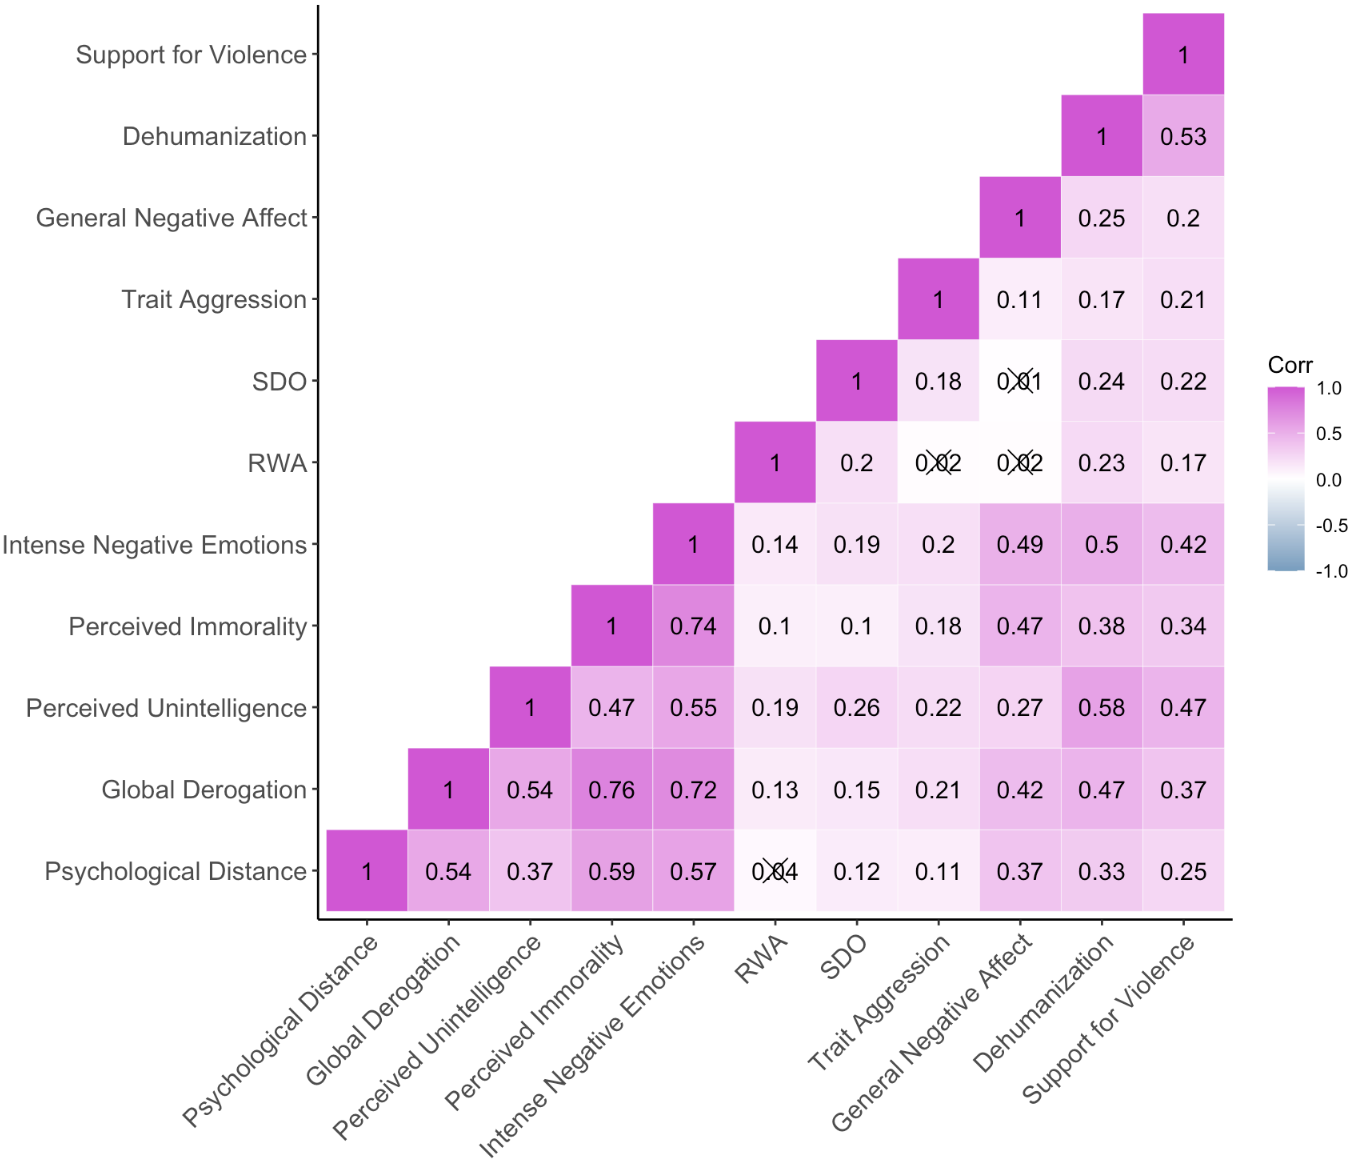 Support for Violence 1
Dehumanization 1 0.53
General Negative Affect 1 0.25 0.2
Trait Aggression 1 0.11 0.17 0.21
SDO 1 0.18 0.01 0.24 0.22
RWA 1 0.2 0.02 0.02 0.23 0.17
Intense Negative Emotions 1 0.14 0.19 0.2 0.49 0.5 0.42
Perceived Immorality 1 0.74 0.1 0.1 0.18 0.47 0.38 0.34
Perceived Unintelligence 1 0.47 0.55 0.19 0.26 0.22 0.27 0.58 0.47
Global Derogation 1 0.54 0.76 0.72 0.13 0.15 0.21 0.42 0.47 0.37
Psychological Distance 1 0.54 0.37 0.59 0.57 0.04 0.12 0.11 0.37 0.33 0.25
Psychological Distance
Global Derogation
Perceived Unintelligence
Perceived Immorality
Intense Negative Emotions
RWA
SDO
Trait Aggression
General Negative Affect
Dehumanization
Support for Violence
Corr
1.0
0.5
0.0
-0.5
-1.0